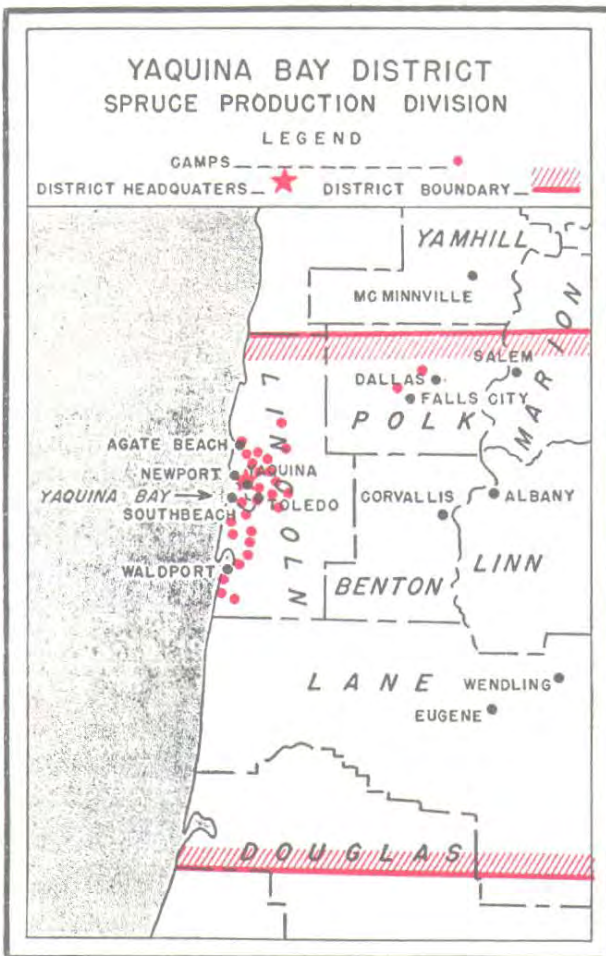 YAQUINA BAY DISTRICT
SPRUCE PRODUCTION DIVISION
LEGEND
CAMPS
DISTRICT HEADQUATERS
DISTRICT BOUNDARY
YAMHILL
MC MINNVILLE
MARION
SALEM
DALLAS
FALLS CITY
POLK
LINCOLN
AGATE BEACH
NEWPORT
YAQUINA
YAQUINA BAY
TOLEDO
SOUTHBEACH
CORVALLIS
ALBANY
WALDPORT
BENTON
LINN
LANE
WENDLING
EUGENE
DOUGLAS